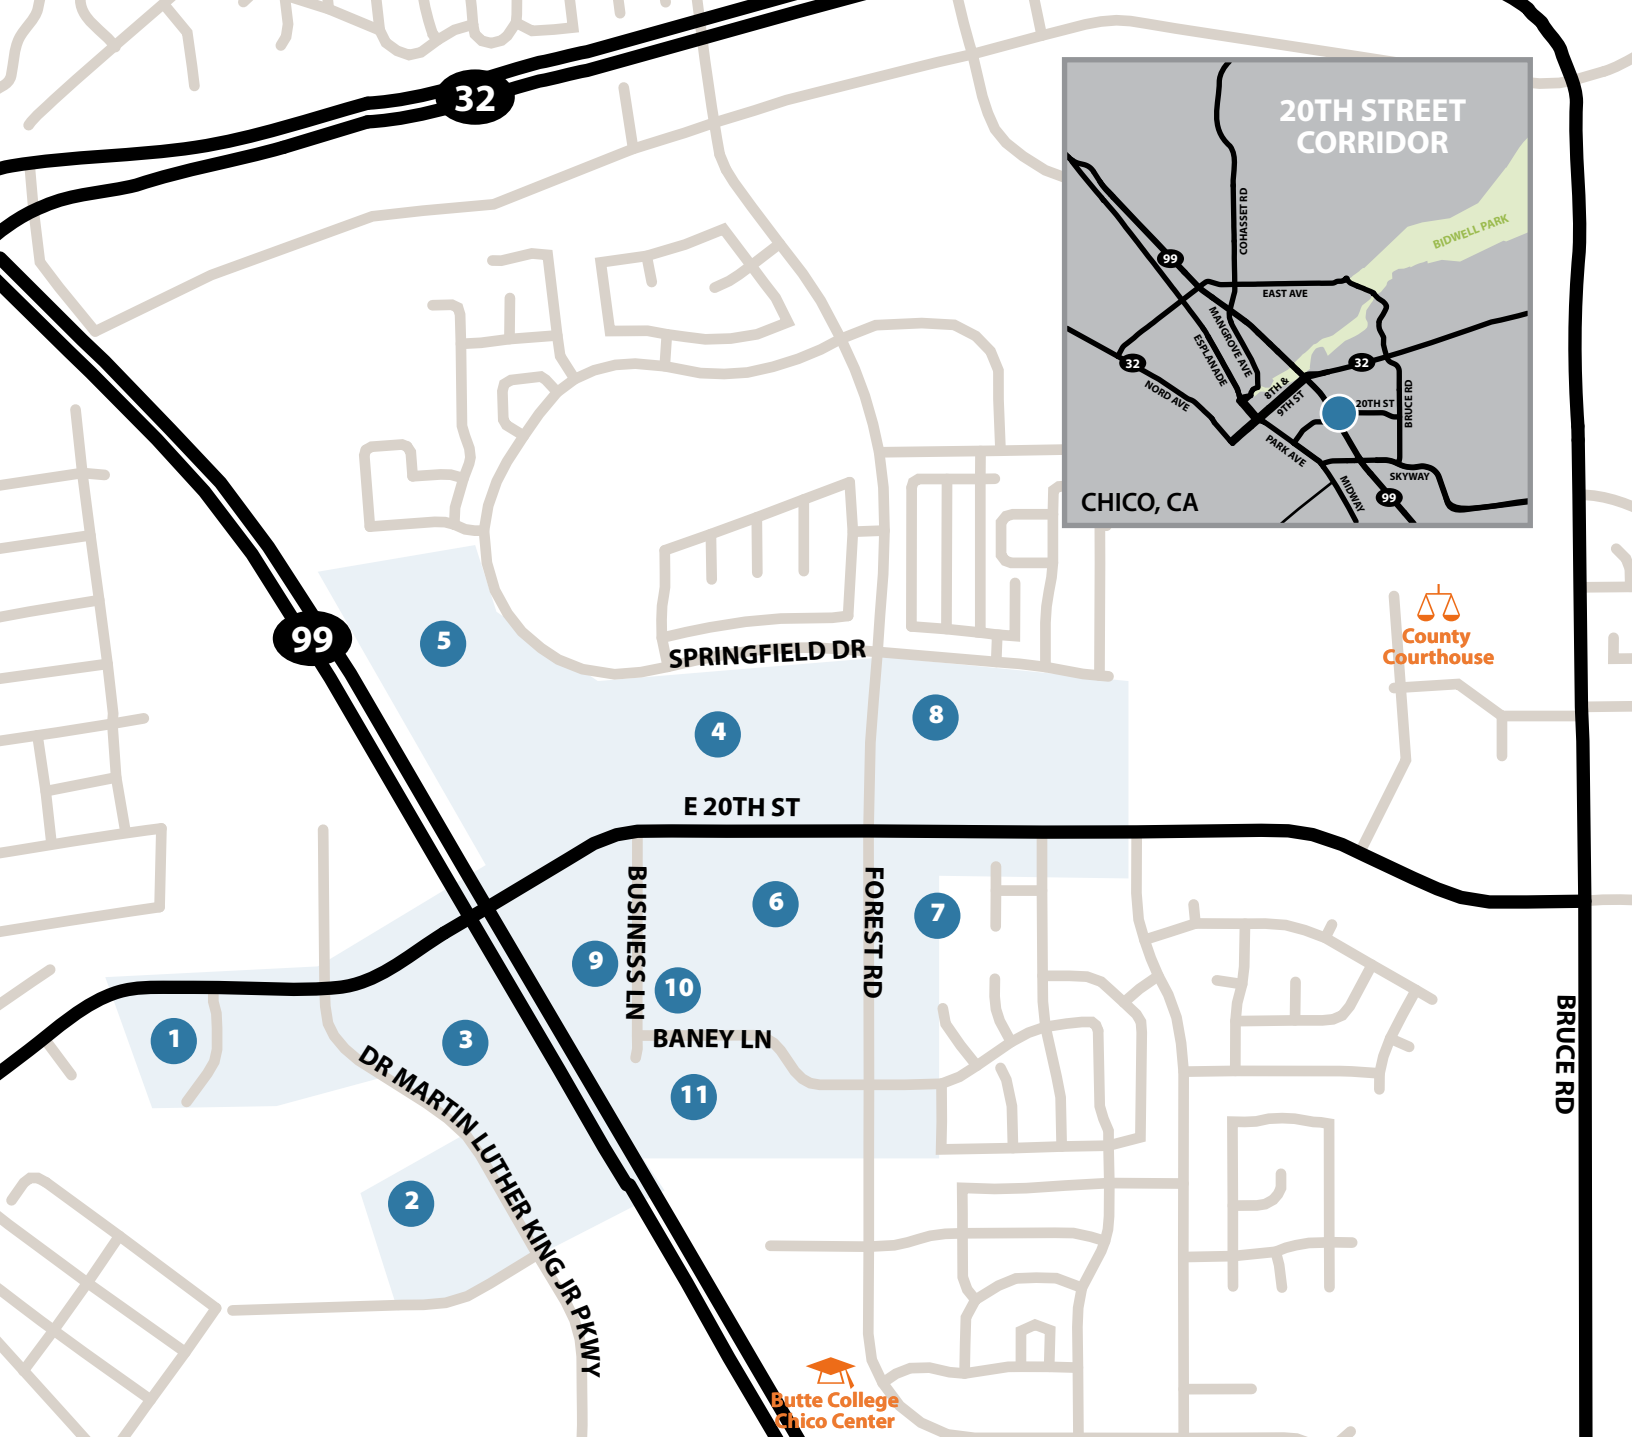 32
20TH STREET
CORRIDOR
COHASSET RD
BIDWELL PARK
99
EAST AVE
MANGROVE AVE
ESPLANADE
32
32
NORD AVE
8TH &
9TH ST
20TH ST
BRUCE RD
PARK AVE
SKYWAY
MIDWAY
99
CHICO, CA
99
5
SPRINGFIELD DR
County
Courthouse
4
8
E 20TH ST
BUSINESS LN
6
FOREST RD
7
9
10
1
3
BANEY LN
BRUCE RD
DR MARTIN LUTHER KING JR PKWY
11
2
Butte College
Chico Center